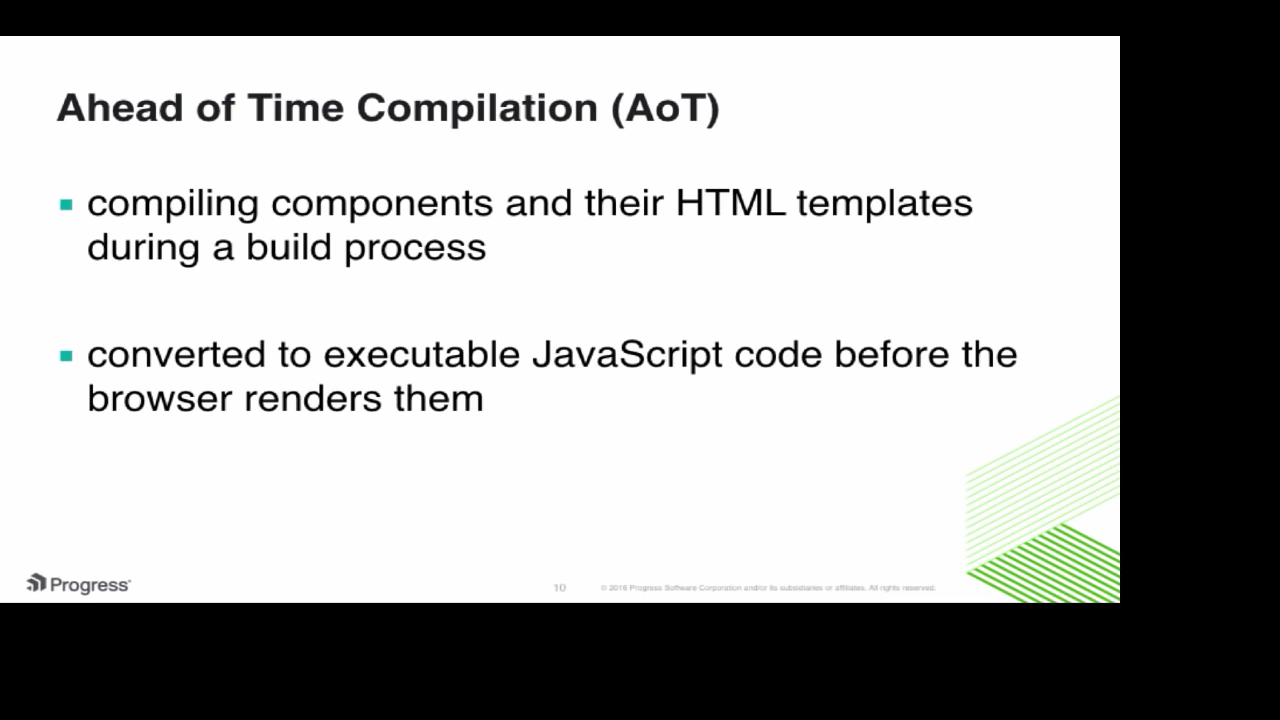 Ahead of Time Compilation (AoT)
compiling components and their HTML templates
during a build process
converted to executable JavaScript code before the
browser renders them
Progress
10
© 2016 Progress Software Corporation and/or its subsidiaries or affiliates. All rights reserved.